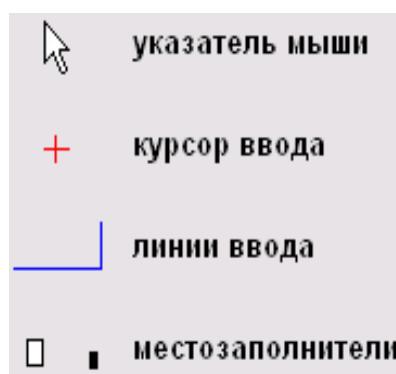 указатель мыши
курсор ввода
линии ввода
местозаполнители